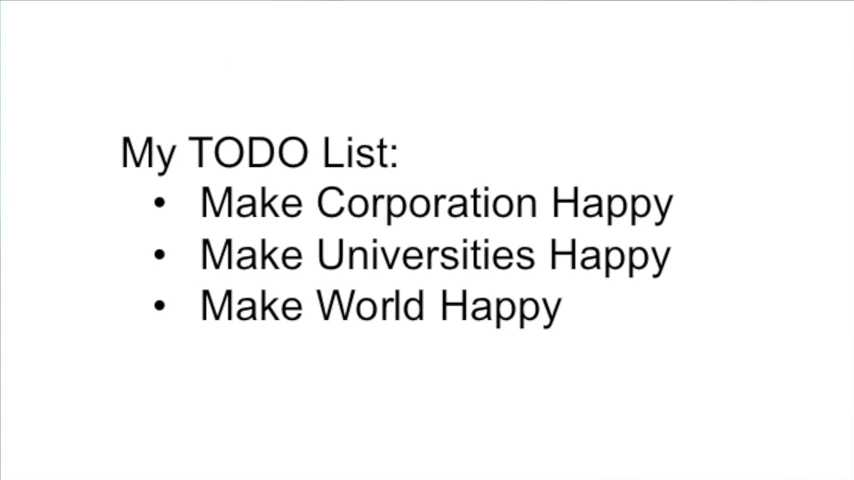 My TODO List:
• Make Corporation Happy
• Make Universities Happy
• Make World Happy